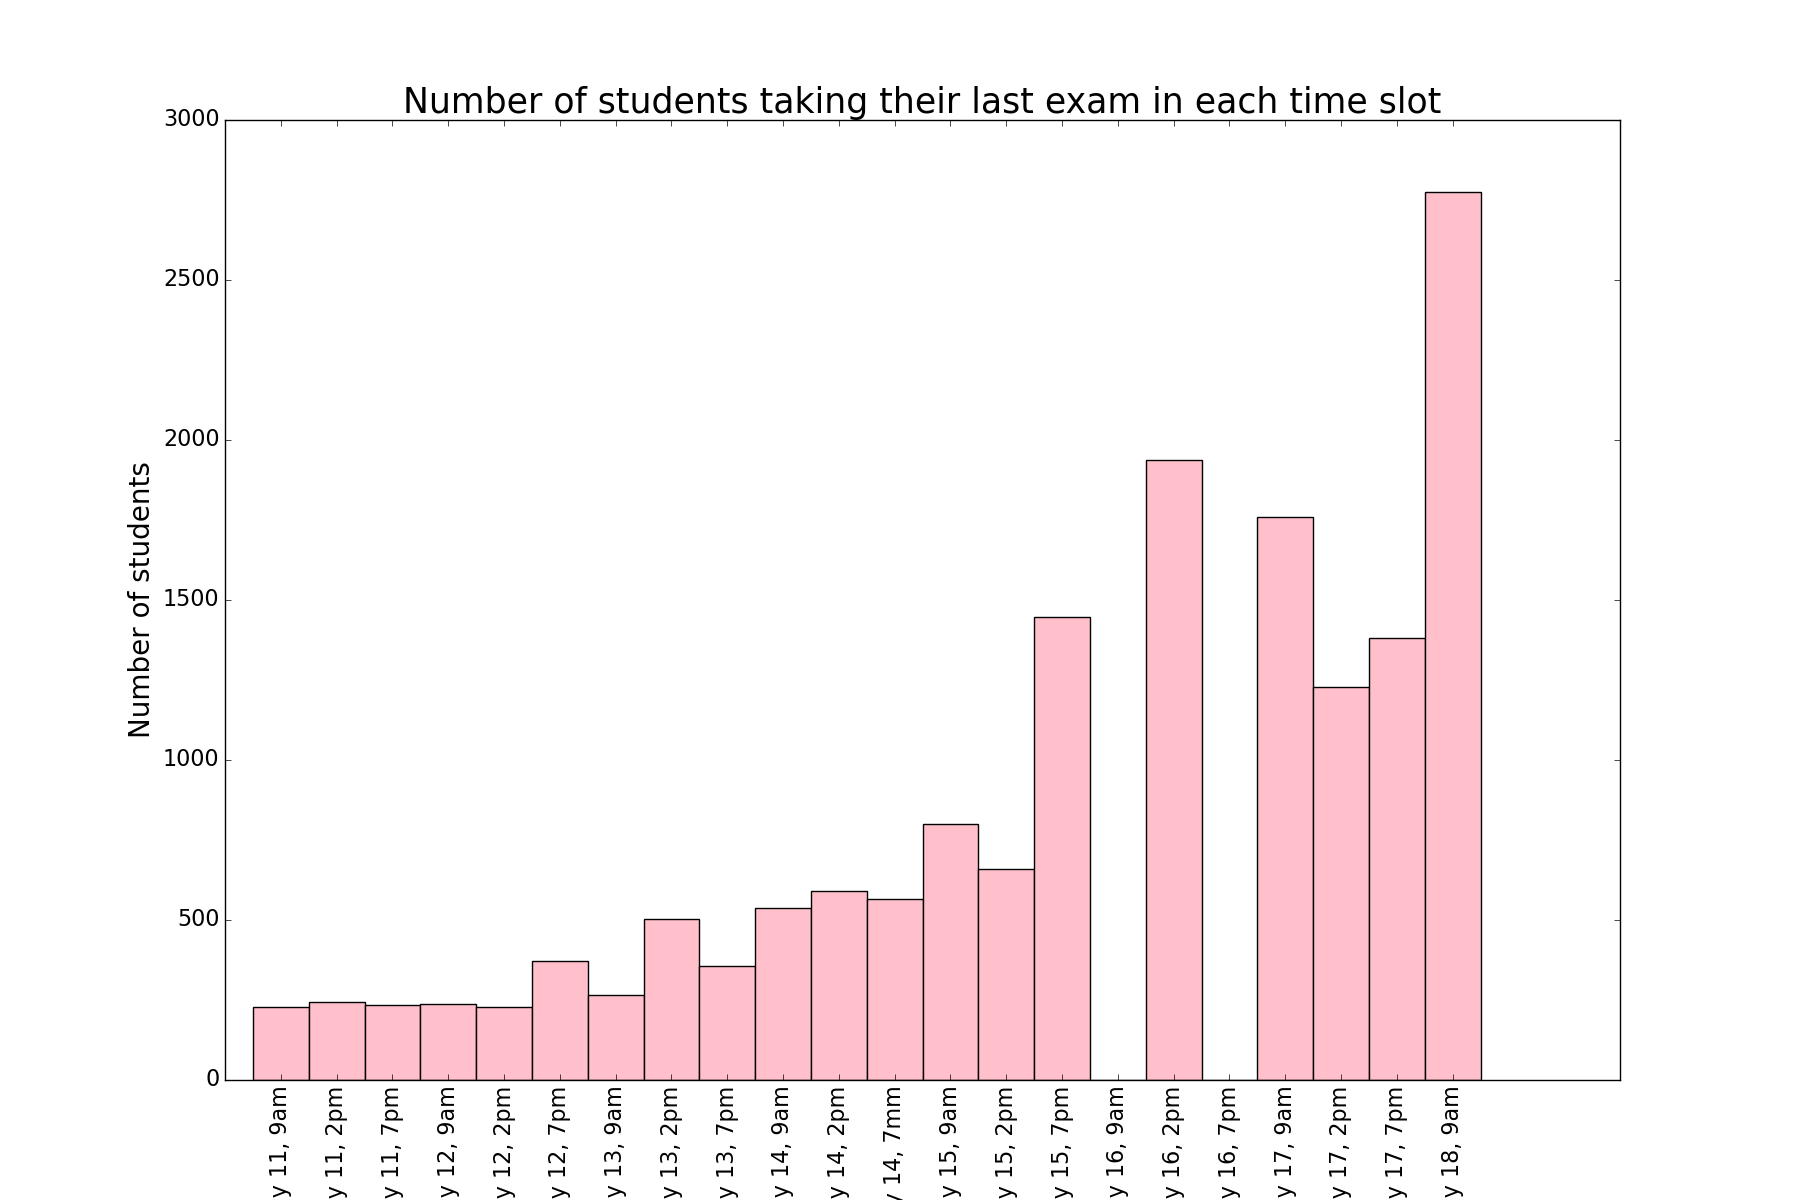 Number of students taking their last exam in each time slot
3000
2500
2000
1500
1000
500
0
Number of students
y 11, 9am
y 11, 2pm
y 11, 7pm
y 12, 9am
y 12, 2pm
y 12, 7pm
y 13, 9am
y 13, 2pm
y 13, 7pm
y 14, 9am
y 14, 2pm
y 14, 7mm
y 15, 9am
y 15, 2pm
y 15, 7pm
y 16, 9am
y 16, 2pm
y 16, 7pm
y 17, 9am
y 17, 2pm
y 17, 7pm
y 18, 9am